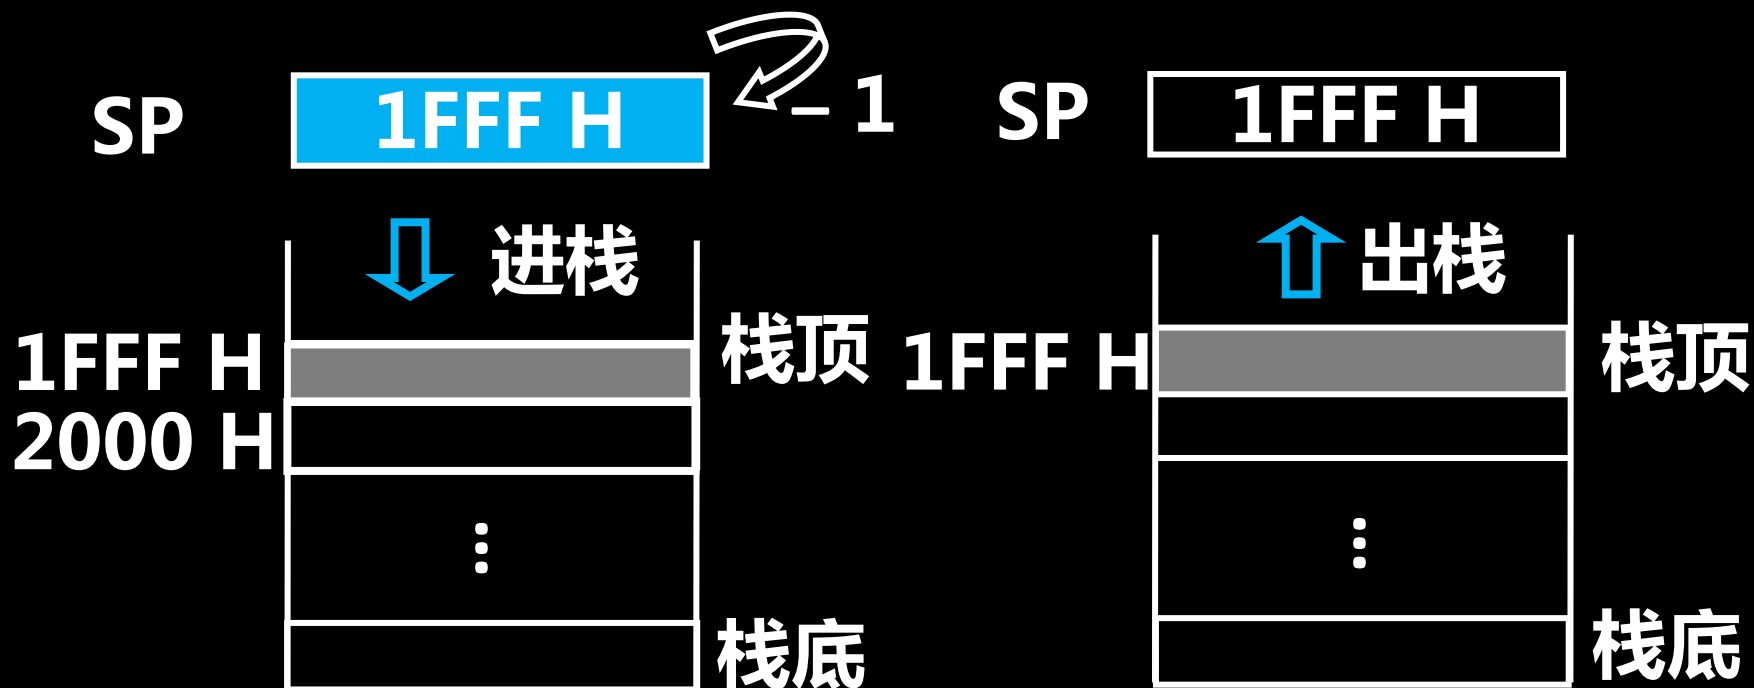 SP 1FFF H – 1
进栈
1FFF H 栈顶
2000 H
⋮
栈底
SP 1FFF H
出栈
1FFF H 栈顶
⋮
栈底